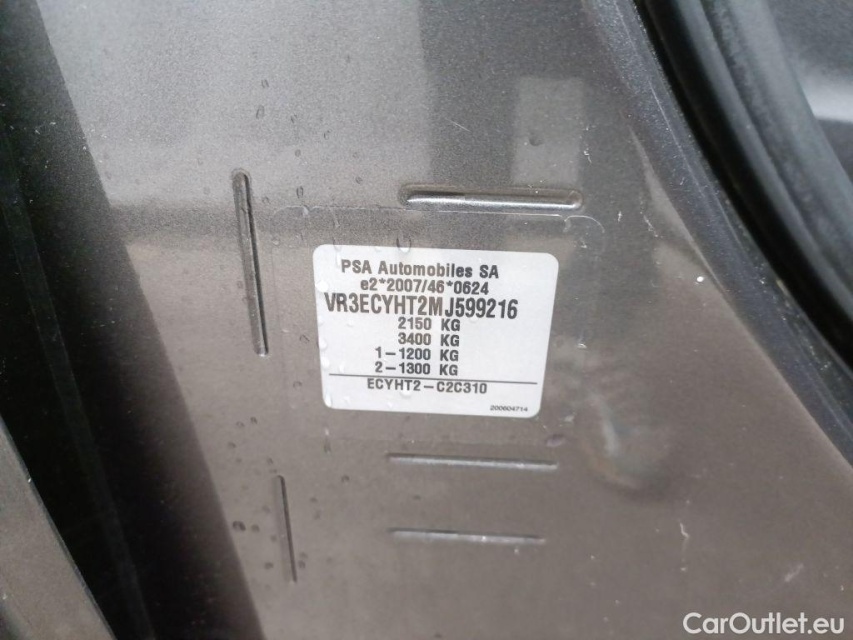 PSA Automobiles SA
e2*2007/46*0624
VR3ECYHT2MJ599216
2150 KG
3400 KG
1-1200 KG
2-1300 KG
ECYHT2-C2C310
200604714
CarOutlet.eu